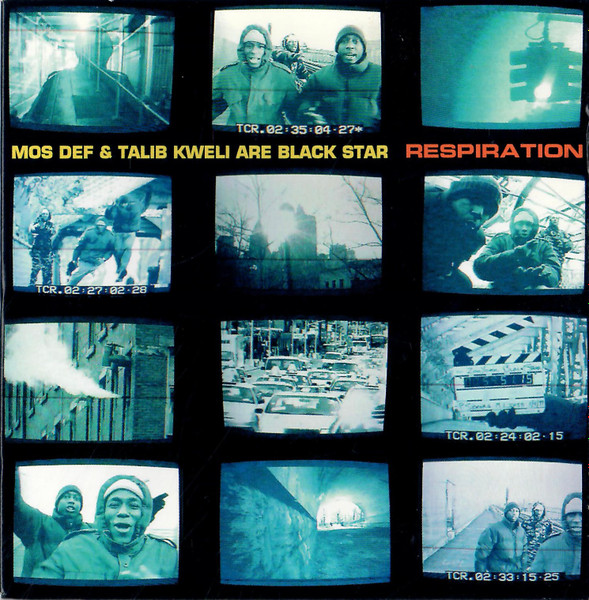 TCR.02:35:04.27*
MOS DEF & TALIB KWELI ARE BLACK STAR RESPIRATION
TCR.02:27:02.28
TCR.02:24:02.15
TCR.02:33:15.25